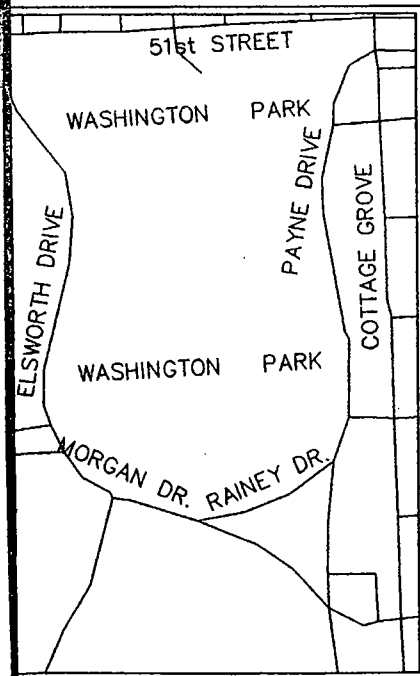 51st STREET
WASHINGTON PARK
PAYNE DRIVE
ELSWORTH DRIVE
COTTAGE GROVE
WASHINGTON PARK
MORGAN DR.
RAINEY DR.